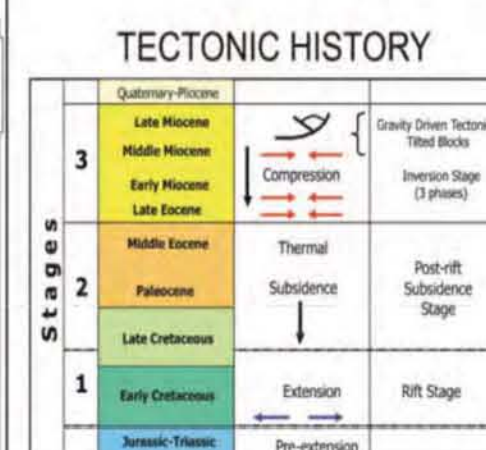 TECTONIC HISTORY
Stages
Quaternary-Pliocene
3
Late Miocene
Middle Miocene
Early Miocene
Late Eocene
Compression
Gravity Driven Tectoni
Tilted Blocks
Inversion Stage
(3 phases)
2
Middle Eocene
Paleocene
Late Cretaceous
Thermal
Subsidence
Post-rift
Subsidence
Stage
1
Early Cretaceous
Extension
Rift Stage
Jurassic-Triassic
Pre-extension